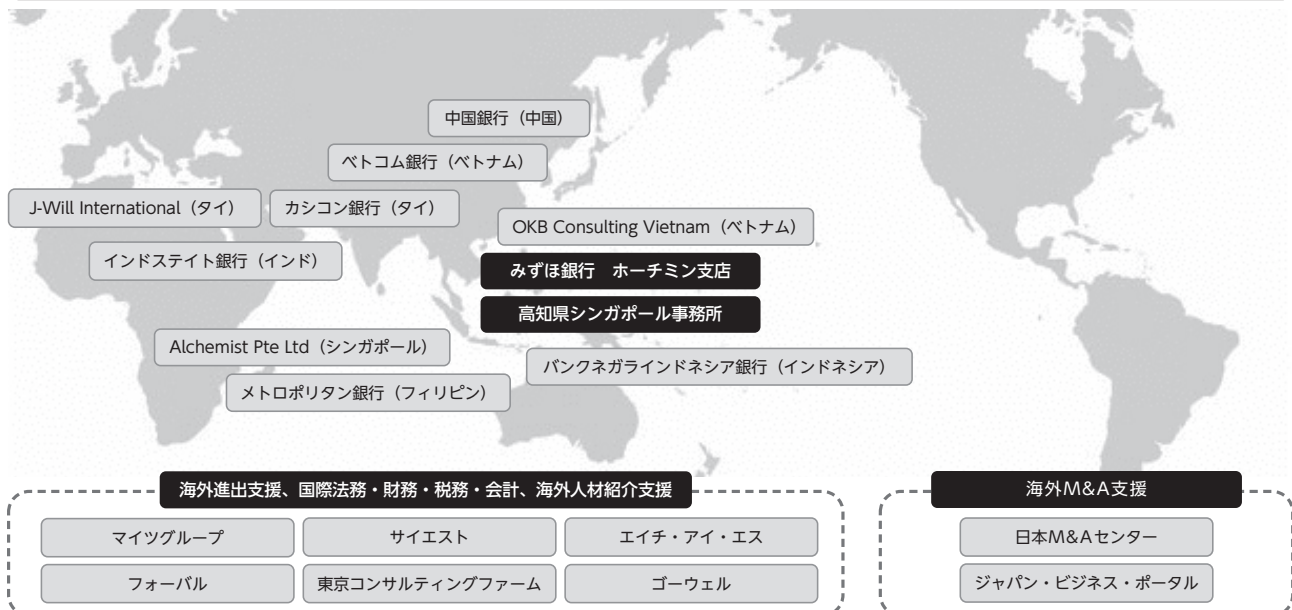 中国銀行（中国）
ベトコム銀行（ベトナム）
J-Will International（タイ）
カシコン銀行（タイ）
OKB Consulting Vietnam（ベトナム）
インドステイト銀行（インド）
みずほ銀行　ホーチミン支店
高知県シンガポール事務所
Alchemist Pte Ltd（シンガポール）
バンクネガラインドネシア銀行（インドネシア）
メトロポリタン銀行（フィリピン）
海外進出支援、国際法務・財務・税務・会計、海外人材紹介支援
マイツグループ
サイエスト
エイチ・アイ・エス
フォーバル
東京コンサルティングファーム
ゴーウェル
海外M&A支援
日本M&Aセンター
ジャパン・ビジネス・ポータル